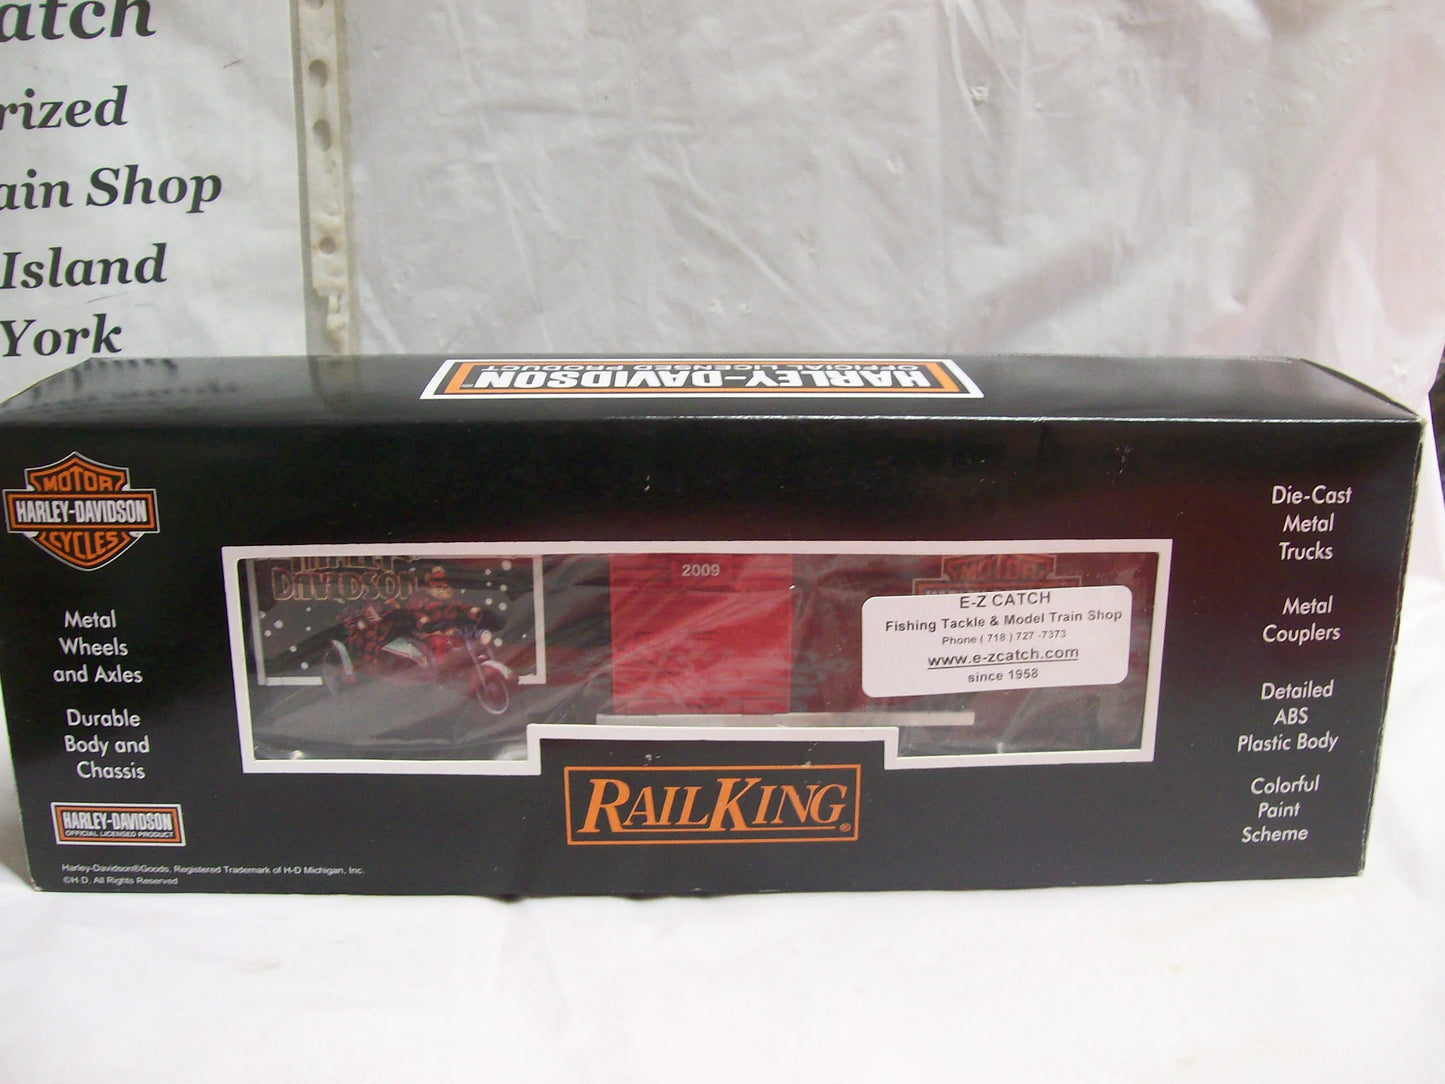 atch
rized
ain Shop
Island
York
HARLEY-DAVIDSON
OFFICIAL LICENSED PRODUCT
MOTOR
HARLEY-DAVIDSON
CYCLES
Metal
Wheels
and Axles
Durable
Body and
Chassis
HARLEY-DAVIDSON
OFFICIAL LICENSED PRODUCT
Harley-Davidson®Goods, Registered Trademark of H-D Michigan, Inc.
©H-D, All Rights Reserved
HARLEY
DAVIDSON
2009
MOTOR
E-Z CATCH
Fishing Tackle & Model Train Shop
Phone ( 718 ) 727 -7373
www.e-zcatch.com
since 1958
RAILKING®
Die-Cast
Metal
Trucks
Metal
Couplers
Detailed
ABS
Plastic Body
Colorful
Paint
Scheme